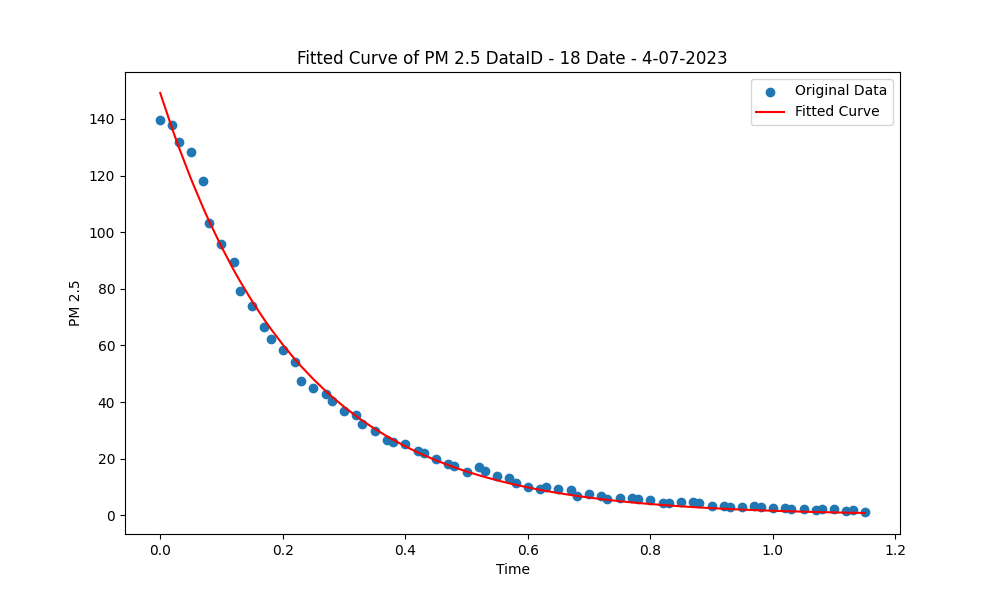 Fitted Curve of PM 2.5 DataID - 18 Date - 4-07-2023
Original Data
Fitted Curve
140
120
100
80
60
40
20
0
PM 2.5
0.0 0.2 0.4 0.6 0.8 1.0 1.2
Time